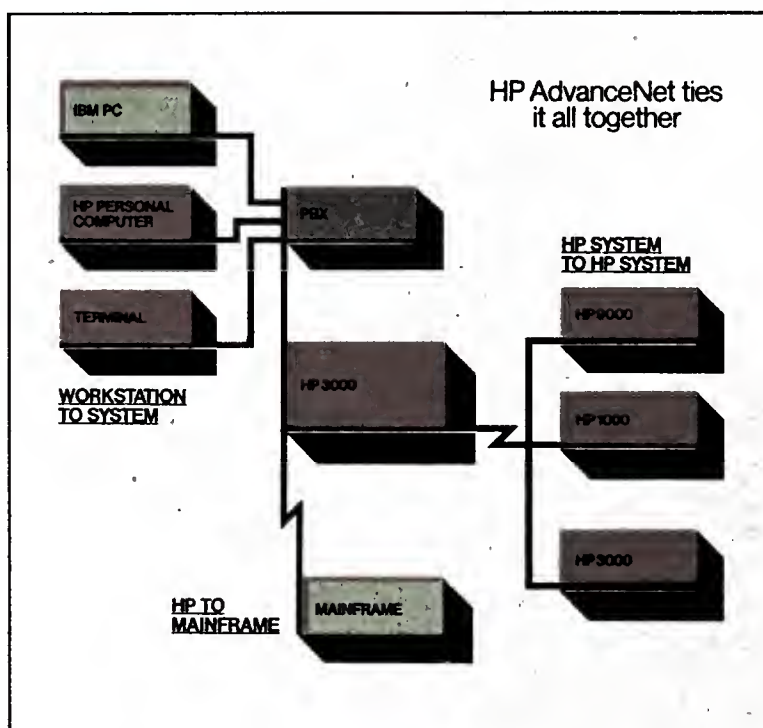 HP AdvanceNet ties
it all together
IBM PC
HP PERSONAL
COMPUTER
TERMINAL
WORKSTATION
TO SYSTEM
PBX
HP 3000
HP TO
MAINFRAME
MAINFRAME
HP SYSTEM
TO HP SYSTEM
HP 9000
HP 1000
HP 3000